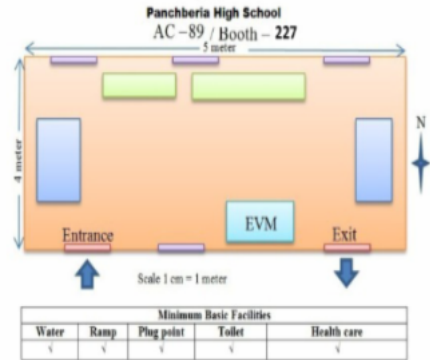 Panchberia High School
AC – 89 / Booth – 227
5 meter
4 meter
N
EVM
Entrance
Exit
Scale 1 cm = 1 meter
Minimum Basic Facilities
Water Ramp Plug point Toilet Health care
√ √ √ √ √